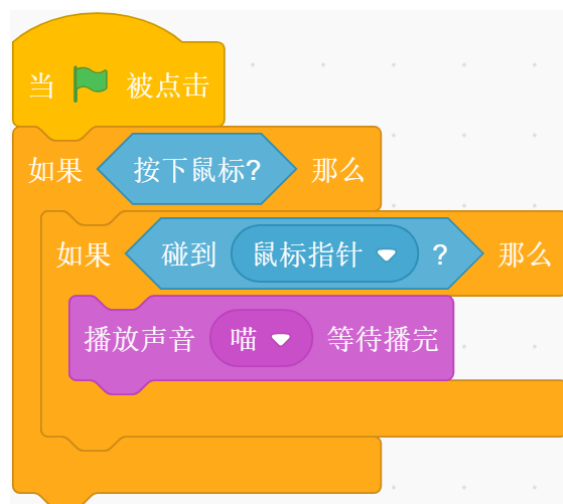 当 被点击
如果 按下鼠标? 那么
如果 碰到 鼠标指针 ? 那么
播放声音 喵 等待播完